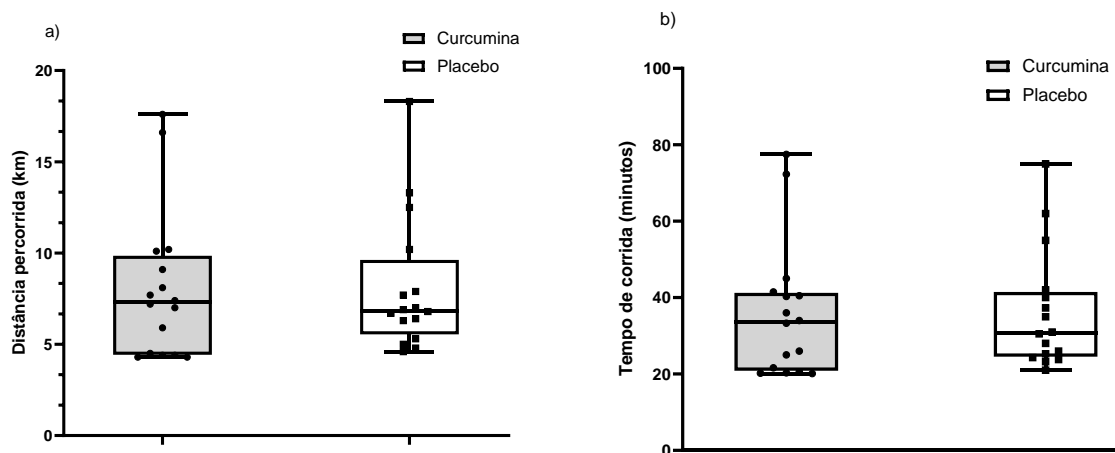 a)
Curcumina
Placebo
Distância percorrida (km)
20
15
10
5
0
b)
Curcumina
Placebo
Tempo de corrida (minutos)
100
80
60
40
20
0